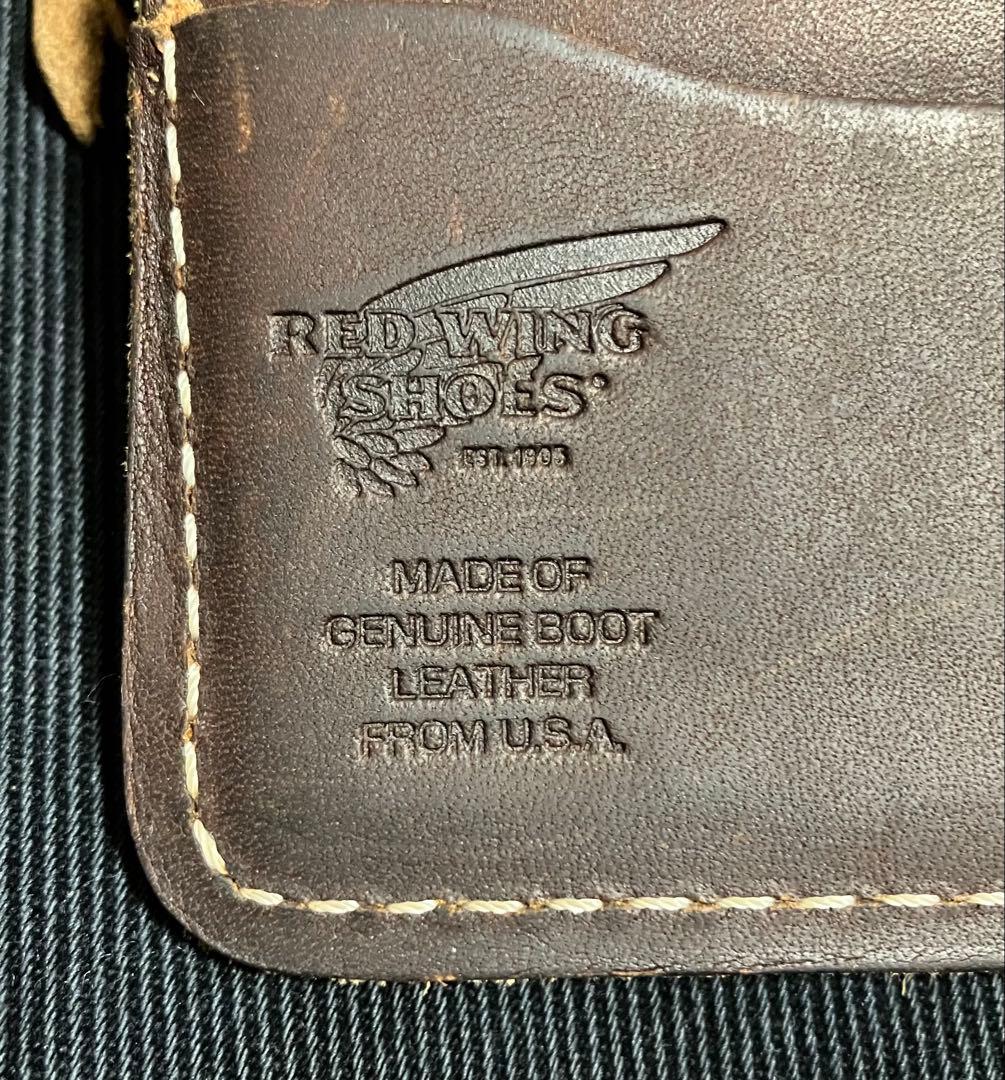 RED WING
SHOES
EST. 1905
MADE OF
GENUINE BOOT
LEATHER
FROM U.S.A.